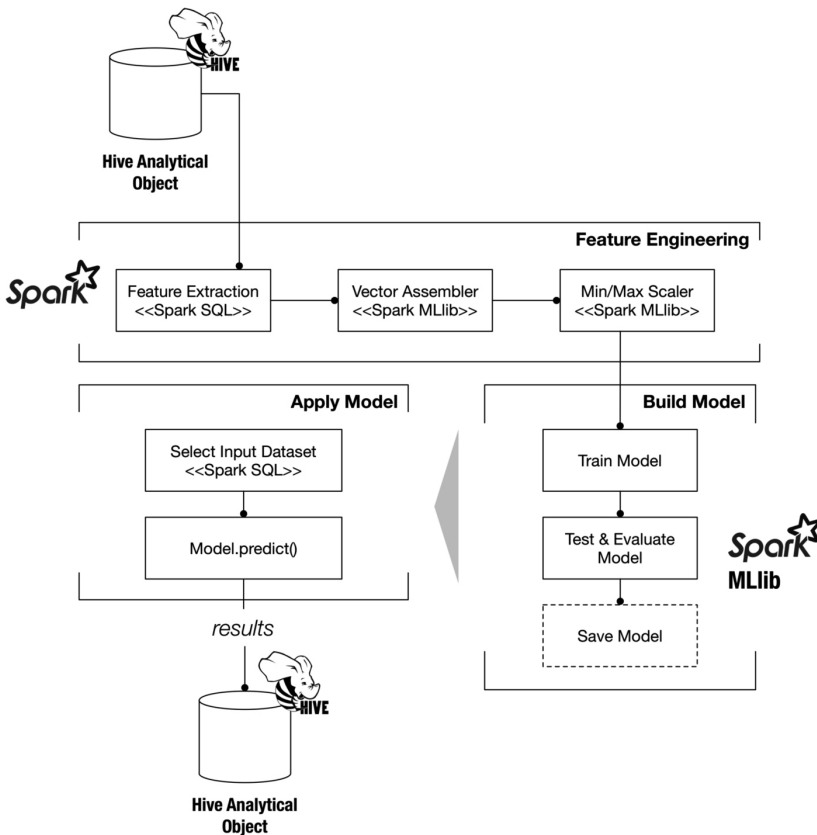 HIVE
Hive Analytical
Object
Feature Engineering
Spark
Feature Extraction
<<Spark SQL>>
Vector Assembler
<<Spark MLlib>>
Min/Max Scaler
<<Spark MLlib>>
Apply Model
Select Input Dataset
<<Spark SQL>>
Model.predict()
results
HIVE
Hive Analytical
Object
Build Model
Train Model
Test & Evaluate
Model
Save Model
Spark
MLlib